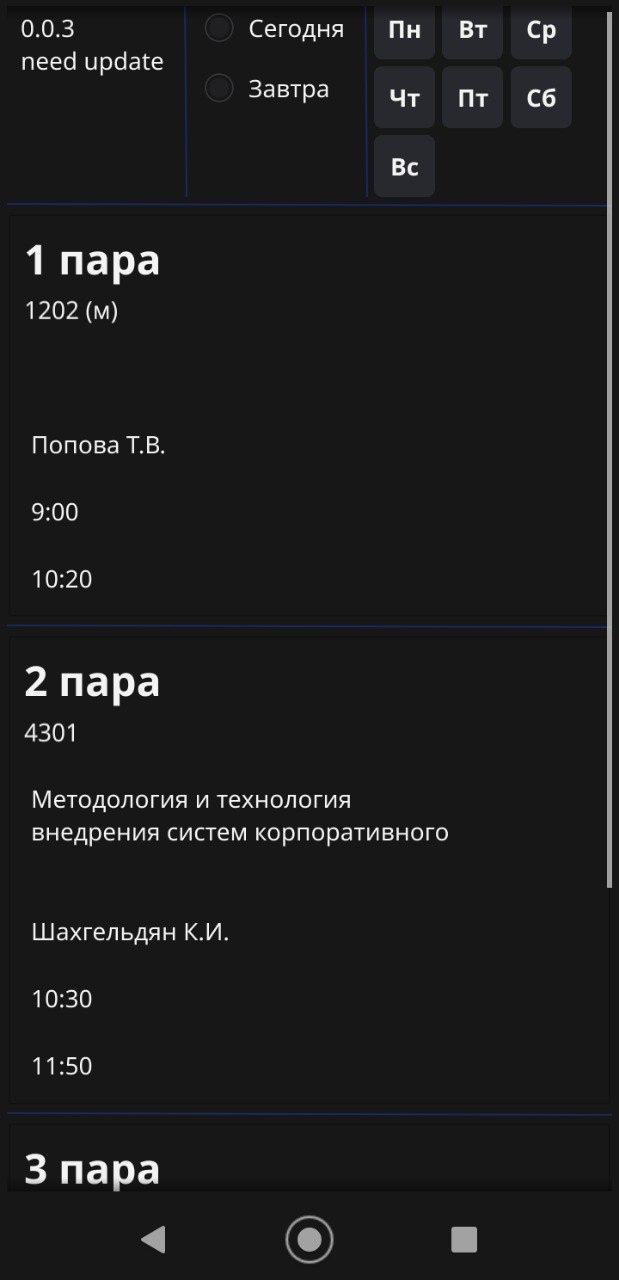 0.0.3
need update
Сегодня
Завтра
Пн Вт Ср
Чт Пт Сб
Вс
1 пара
1202 (м)
Попова Т.В.
9:00
10:20
2 пара
4301
Методология и технология
внедрения систем корпоративного
Шахгельдян К.И.
10:30
11:50
3 пара